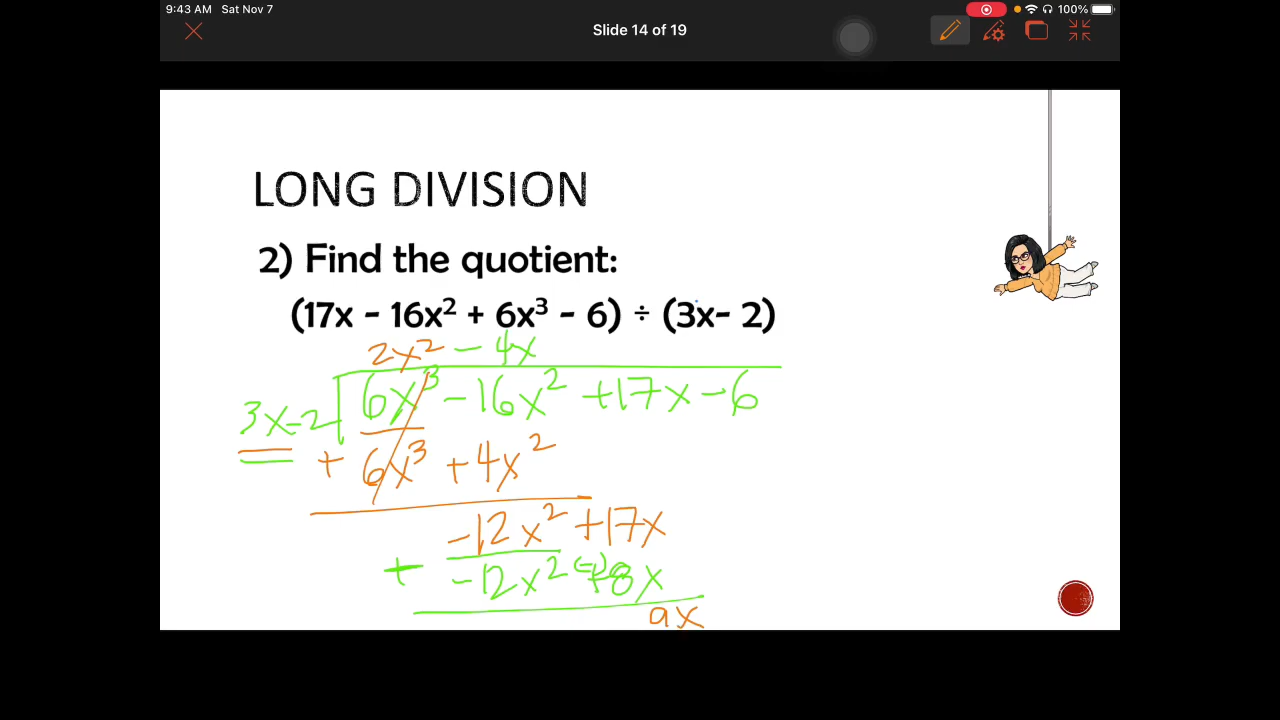 9:43 AM Sat Nov 7 100%
Slide 14 of 19
LONG DIVISION
2) Find the quotient:
(17x - 16x² + 6x³ - 6) ÷ (3x- 2)
2x² - 4x
3x-2 6x³ - 16x² + 17x - 6
+ 6x³ + 4x²
-12x² + 17x
+ -12x² (-)+8x
9x